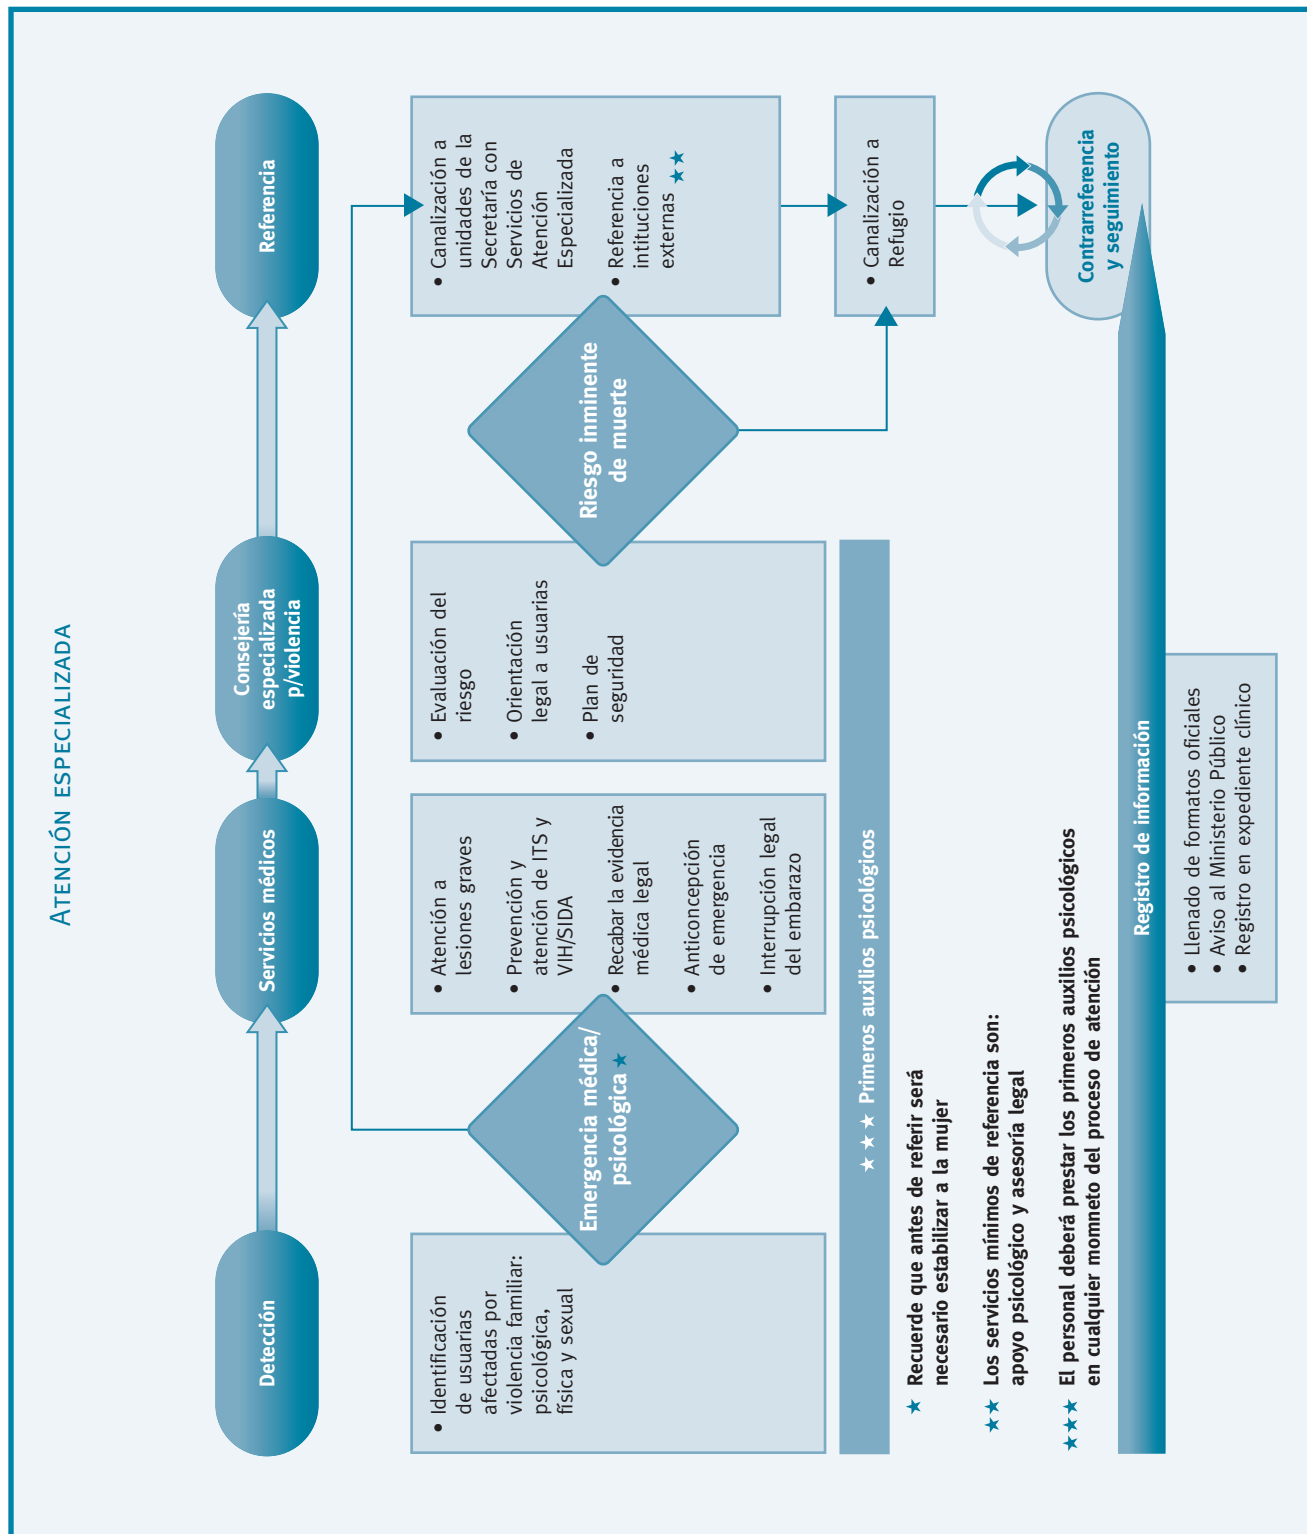 ATENCIÓN ESPECIALIZADA
Detección
Servicios médicos
Consejería
especializada
p/violencia
Referencia
• Identificación
de usuarias
afectadas por
violencia familiar:
psicológica,
física y sexual
Emergencia médica/
psicológica ★
• Atención a
lesiones graves
• Prevención y
atención de ITS y
VIH/SIDA
• Recabar la evidencia
médica legal
• Anticoncepción
de emergencia
• Interrupción legal
del embarazo
• Evaluación del
riesgo
• Orientación
legal a usuarias
• Plan de
seguridad
Riesgo inminente
de muerte
• Canalización a
unidades de la
Secretaría con
Servicios de
Atención
Especializada
• Referencia a
intituciones
externas ★★
• Canalización a
Refugio
★★★ Primeros auxilios psicológicos
★ Recuerde que antes de referir será
necesario estabilizar a la mujer
★★ Los servicios mínimos de referencia son:
apoyo psicológico y asesoría legal
★★★ El personal deberá prestar los primeros auxilios psicológicos
en cualquier momneto del proceso de atención
Contrarreferencia
y seguimiento
Registro de información
• Llenado de formatos oficiales
• Aviso al Ministerio Público
• Registro en expediente clínico